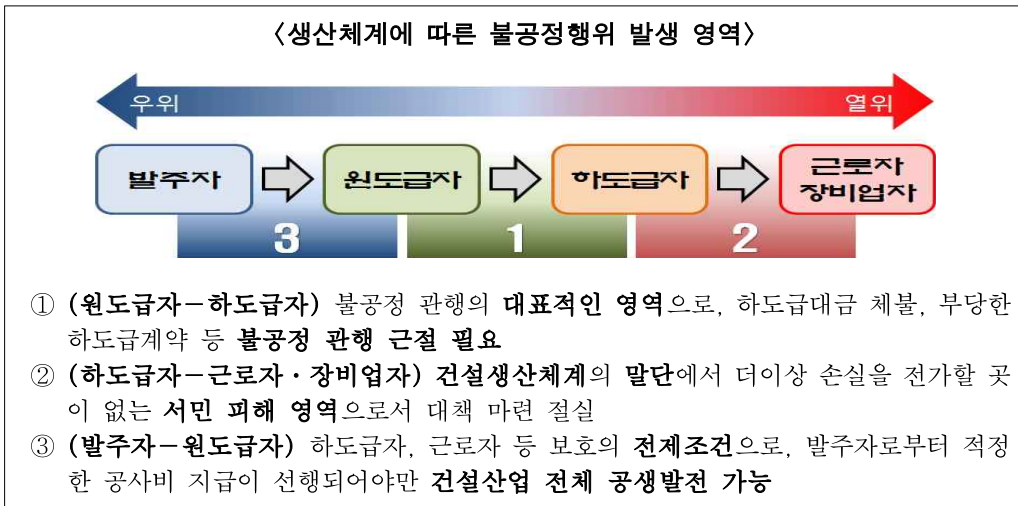 〈생산체계에 따른 불공정행위 발생 영역〉
우위 열위
발주자 원도급자 하도급자 근로자
장비업자
3 1 2
① (원도급자-하도급자) 불공정 관행의 대표적인 영역으로, 하도급대금 체불, 부당한
하도급계약 등 불공정 관행 근절 필요
② (하도급자-근로자・장비업자) 건설생산체계의 말단에서 더이상 손실을 전가할 곳
이 없는 서민 피해 영역으로서 대책 마련 절실
③ (발주자-원도급자) 하도급자, 근로자 등 보호의 전제조건으로, 발주자로부터 적정
한 공사비 지급이 선행되어야만 건설산업 전체 공생발전 가능